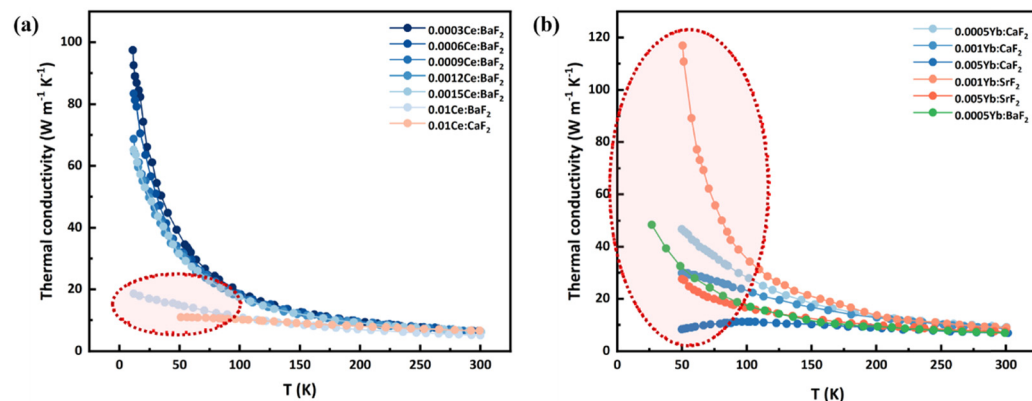 (a)
Thermal conductivity (W m⁻¹ K⁻¹)
100
80
60
40
20
0
0 50 100 150 200 250 300
T (K)
0.0003Ce:BaF₂
0.0006Ce:BaF₂
0.0009Ce:BaF₂
0.0012Ce:BaF₂
0.0015Ce:BaF₂
0.01Ce:BaF₂
0.01Ce:CaF₂
(b)
Thermal conductivity (W m⁻¹ K⁻¹)
120
100
80
60
40
20
0
0 50 100 150 200 250 300
T (K)
0.0005Yb:CaF₂
0.001Yb:CaF₂
0.005Yb:CaF₂
0.001Yb:SrF₂
0.005Yb:SrF₂
0.0005Yb:BaF₂